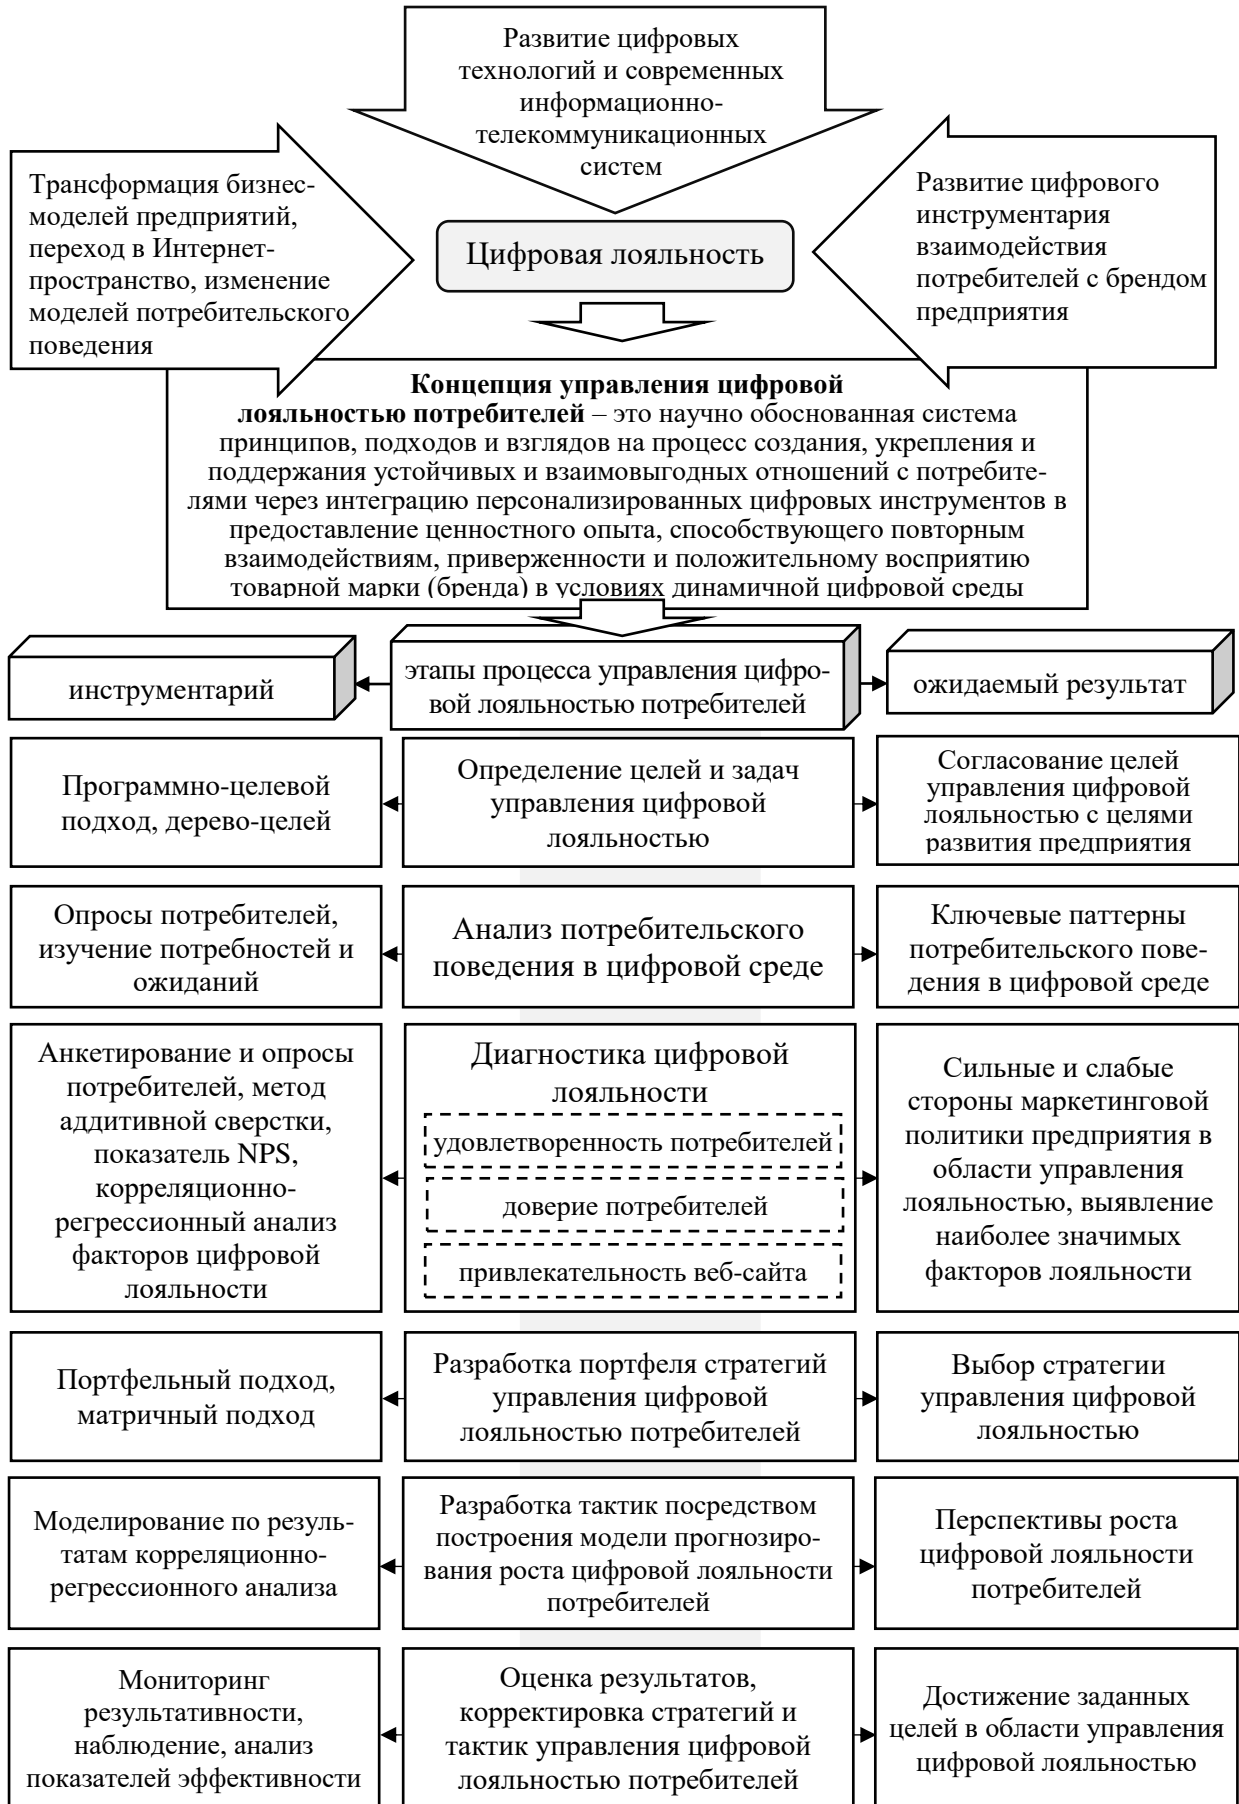 Развитие цифровых
технологий и современных
информационно-
телекоммуникационных
систем
Трансформация бизнес-
моделей предприятий,
переход в Интернет-
пространство, изменение
моделей потребительского
поведения
Цифровая лояльность
Развитие цифрового
инструментария
взаимодействия
потребителей с брендом
предприятия
Концепция управления цифровой
лояльностью потребителей – это научно обоснованная система
принципов, подходов и взглядов на процесс создания, укрепления и
поддержания устойчивых и взаимовыгодных отношений с потребите-
лями через интеграцию персонализированных цифровых инструментов в
предоставление ценностного опыта, способствующего повторным
взаимодействиям, приверженности и положительному восприятию
товарной марки (бренда) в условиях динамичной цифровой среды
инструментарий
этапы процесса управления цифро-
вой лояльностью потребителей
ожидаемый результат
Программно-целевой
подход, дерево-целей
Определение целей и задач
управления цифровой
лояльностью
Согласование целей
управления цифровой
лояльностью с целями
развития предприятия
Опросы потребителей,
изучение потребностей и
ожиданий
Анализ потребительского
поведения в цифровой среде
Ключевые паттерны
потребительского пове-
дения в цифровой среде
Анкетирование и опросы
потребителей, метод
аддитивной сверстки,
показатель NPS,
корреляционно-
регрессионный анализ
факторов цифровой
лояльности
Диагностика цифровой
лояльности
удовлетворенность потребителей
доверие потребителей
привлекательность веб-сайта
Сильные и слабые
стороны маркетинговой
политики предприятия в
области управления
лояльностью, выявление
наиболее значимых
факторов лояльности
Портфельный подход,
матричный подход
Разработка портфеля стратегий
управления цифровой
лояльностью потребителей
Выбор стратегии
управления цифровой
лояльностью
Моделирование по резуль-
татам корреляционно-
регрессионного анализа
Разработка тактик посредством
построения модели прогнозиро-
вания роста цифровой лояльности
потребителей
Перспективы роста
цифровой лояльности
потребителей
Мониторинг
результативности,
наблюдение, анализ
показателей эффективности
Оценка результатов,
корректировка стратегий и
тактик управления цифровой
лояльностью потребителей
Достижение заданных
целей в области управления
цифровой лояльностью